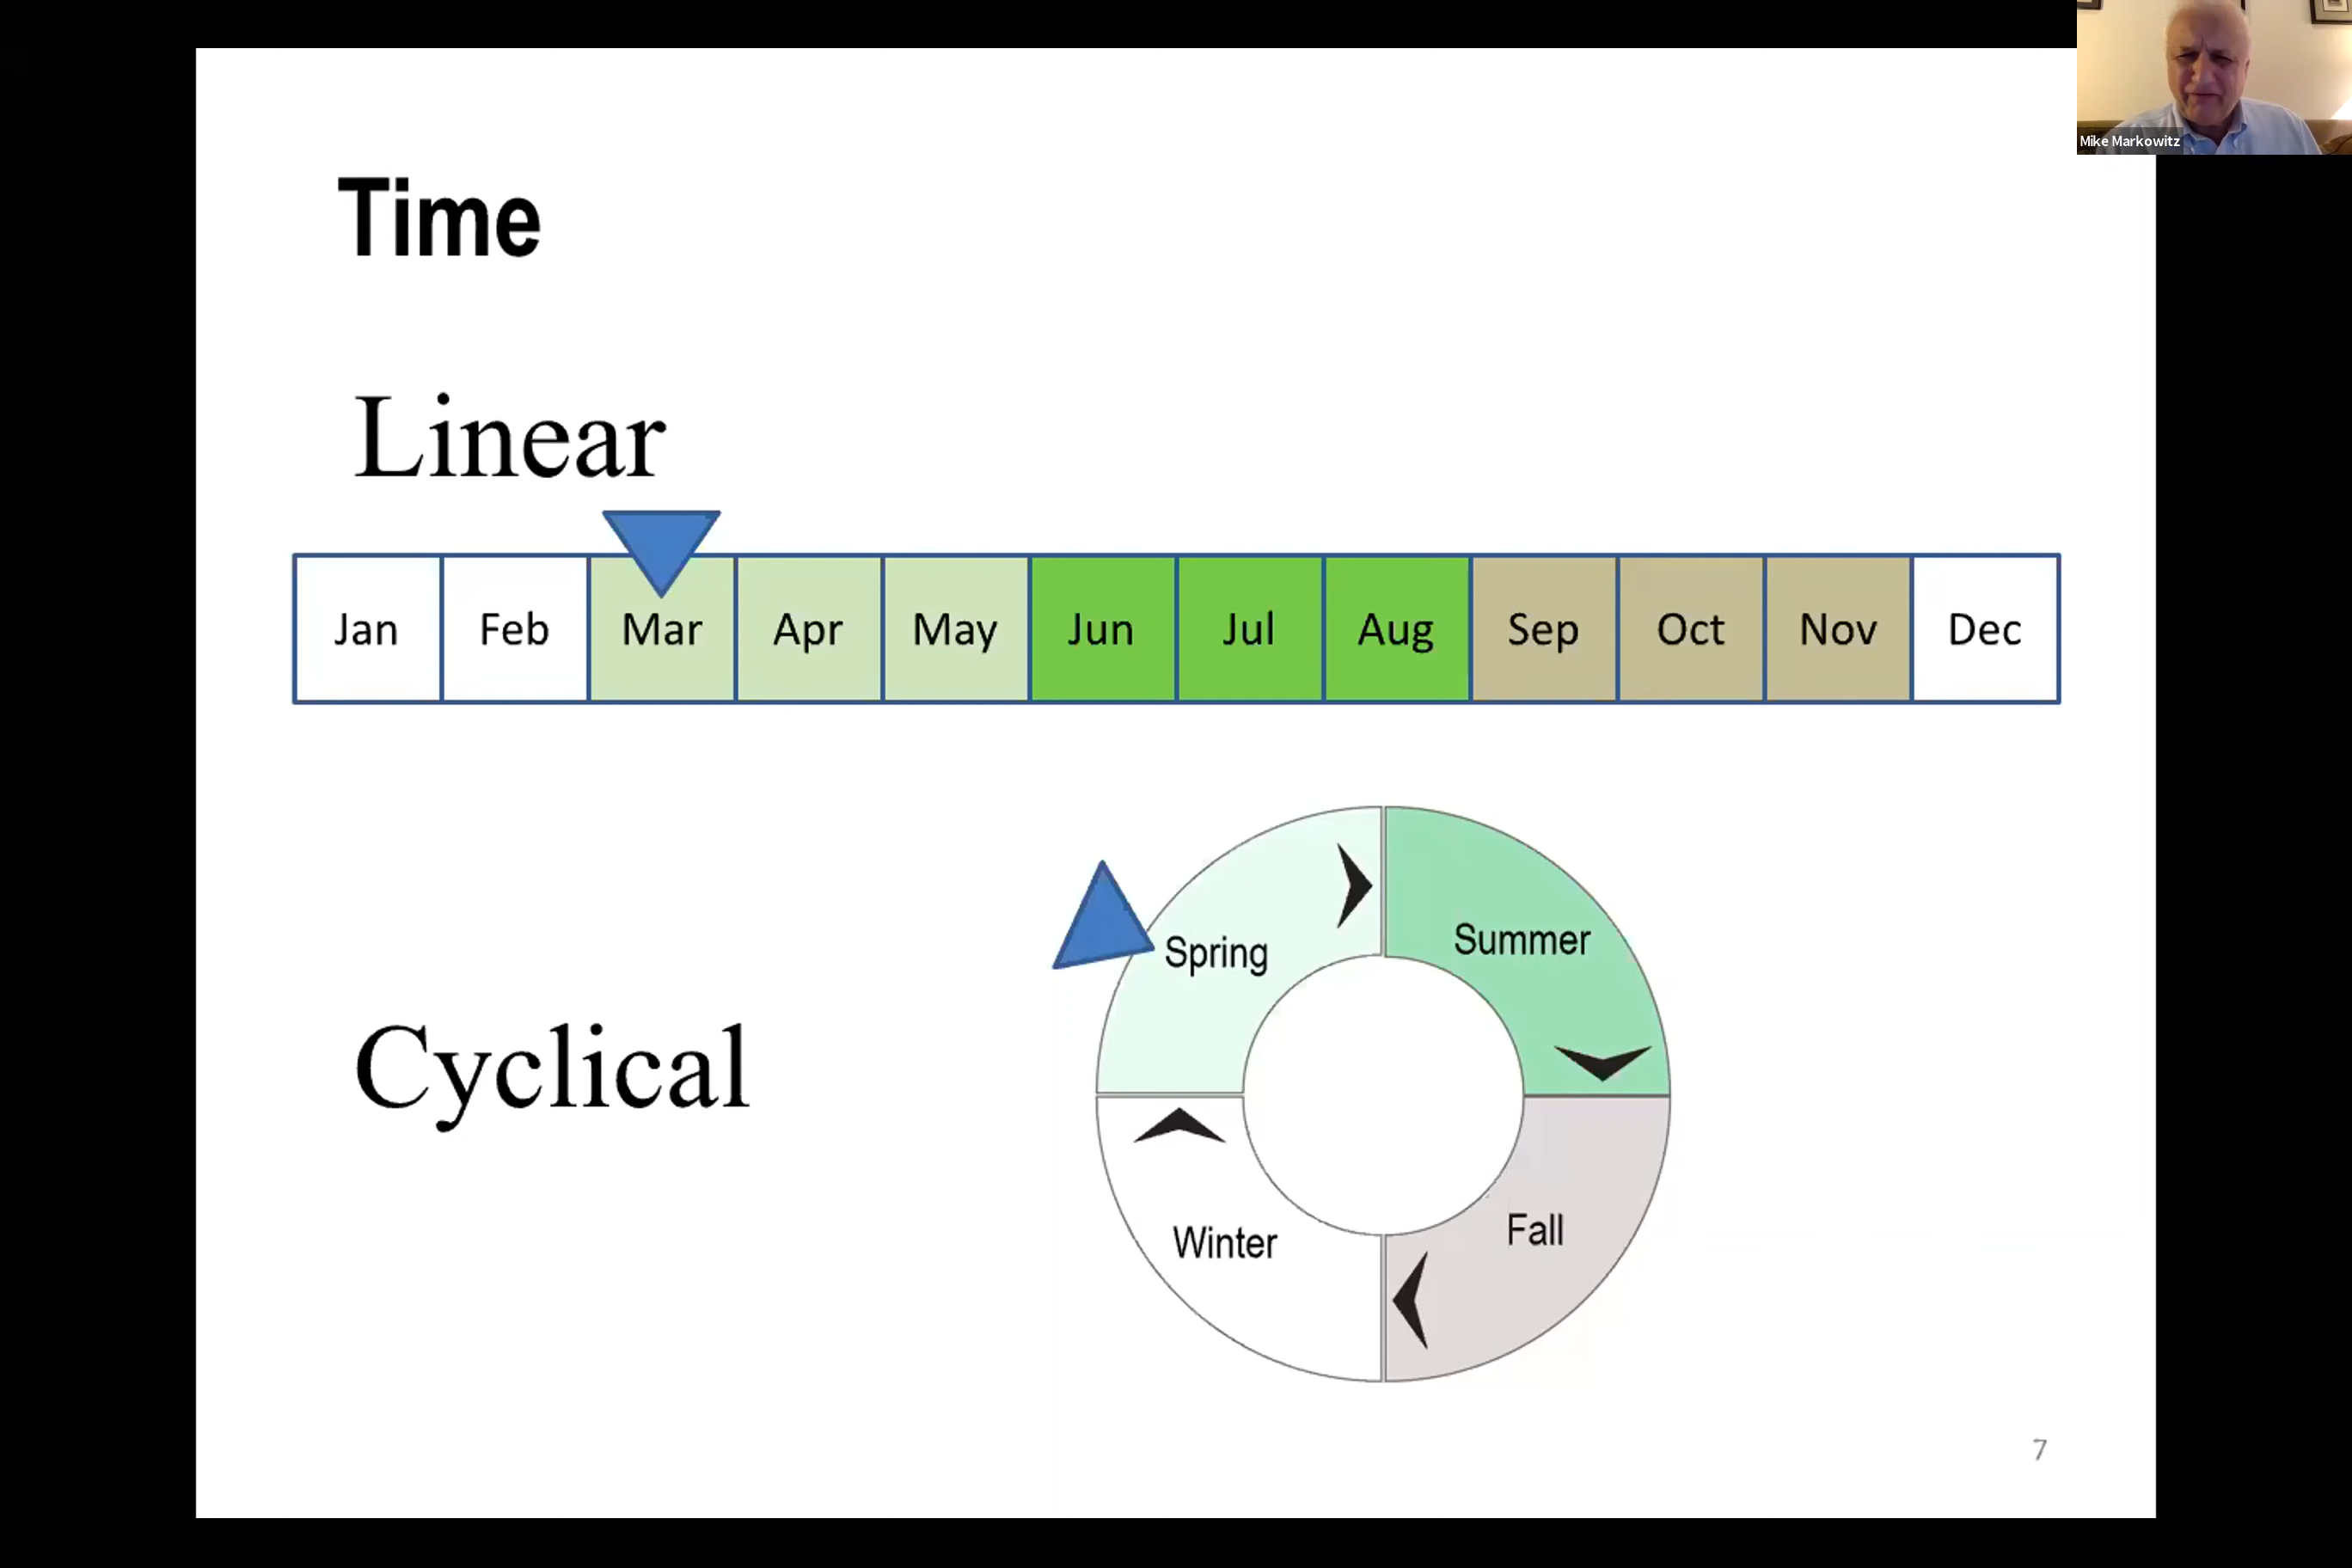 Mike Markowitz
Time
Linear
Jan Feb Mar Apr May Jun Jul Aug Sep Oct Nov Dec
Cyclical
Spring
Summer
Winter
Fall
7